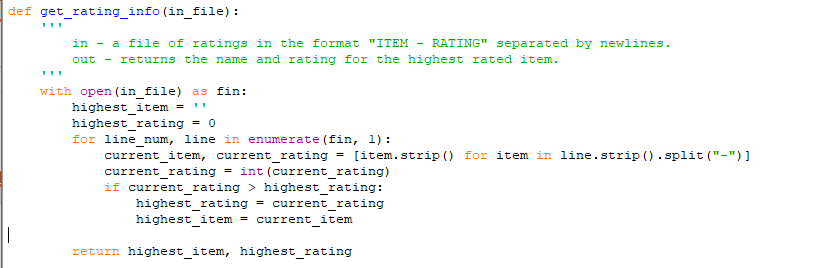 def get_rating_info(in_file):
    '''
        in - a file of ratings in the format "ITEM - RATING" separated by newlines.
        out - returns the name and rating for the highest rated item.
    '''
    with open(in_file) as fin:
        highest_item = ''
        highest_rating = 0
        for line_num, line in enumerate(fin, 1):
            current_item, current_rating = [item.strip() for item in line.strip().split("-")]
            current_rating = int(current_rating)
            if current_rating > highest_rating:
                highest_rating = current_rating
                highest_item = current_item

        return highest_item, highest_rating